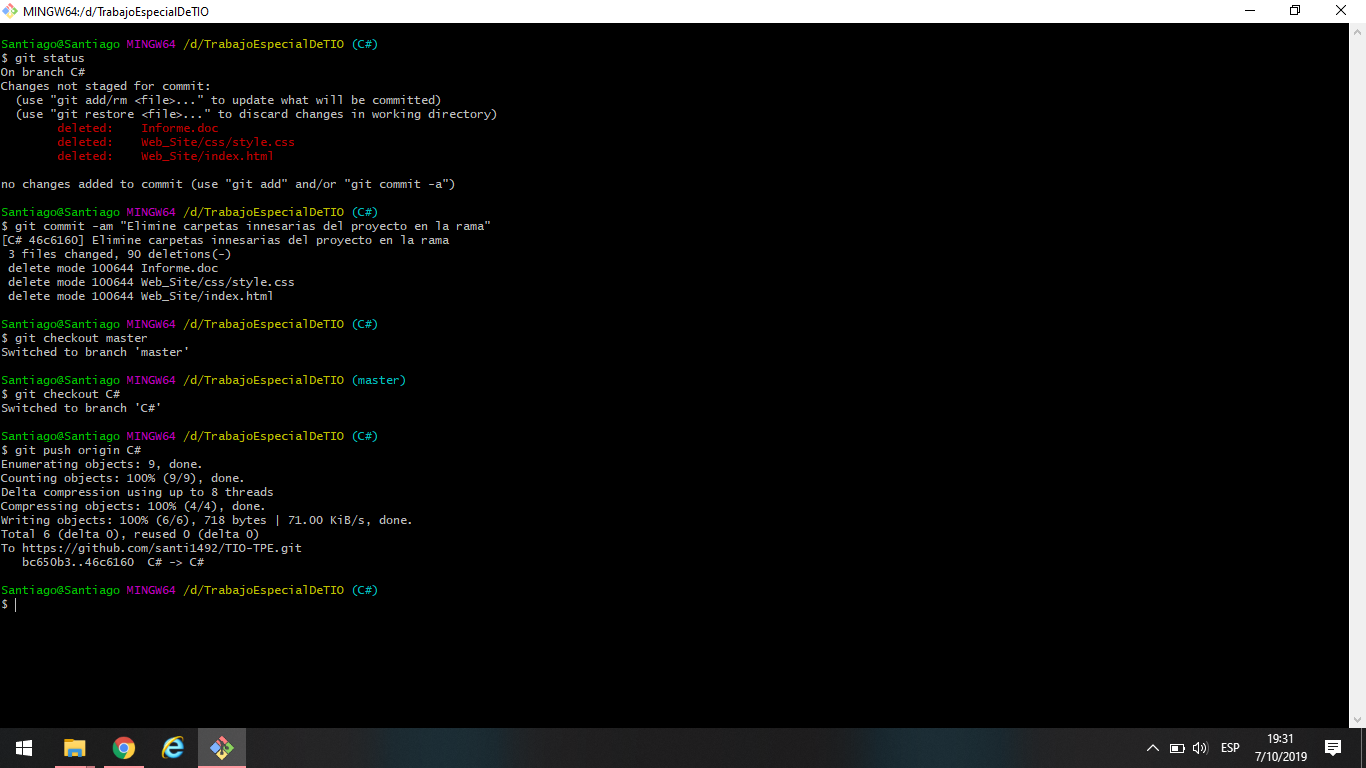 MINGW64:/d/TrabajoEspecialDeTIO
Santiago@Santiago MINGW64 /d/TrabajoEspecialDeTIO (C#)
$ git status
On branch C#
Changes not staged for commit:
  (use "git add/rm <file>..." to update what will be committed)
  (use "git restore <file>..." to discard changes in working directory)
        deleted:    Informe.doc
        deleted:    Web_Site/css/style.css
        deleted:    Web_Site/index.html
no changes added to commit (use "git add" and/or "git commit -a")
Santiago@Santiago MINGW64 /d/TrabajoEspecialDeTIO (C#)
$ git commit -am "Elimine carpetas innesarias del proyecto en la rama"
[C# 46c6160] Elimine carpetas innesarias del proyecto en la rama
 3 files changed, 90 deletions(-)
 delete mode 100644 Informe.doc
 delete mode 100644 Web_Site/css/style.css
 delete mode 100644 Web_Site/index.html
Santiago@Santiago MINGW64 /d/TrabajoEspecialDeTIO (C#)
$ git checkout master
Switched to branch 'master'
Santiago@Santiago MINGW64 /d/TrabajoEspecialDeTIO (master)
$ git checkout C#
Switched to branch 'C#'
Santiago@Santiago MINGW64 /d/TrabajoEspecialDeTIO (C#)
$ git push origin C#
Enumerating objects: 9, done.
Counting objects: 100% (9/9), done.
Delta compression using up to 8 threads
Compressing objects: 100% (4/4), done.
Writing objects: 100% (6/6), 718 bytes | 71.00 KiB/s, done.
Total 6 (delta 0), reused 0 (delta 0)
To https://github.com/santi1492/TIO-TPE.git
   bc650b3..46c6160  C# -> C#
Santiago@Santiago MINGW64 /d/TrabajoEspecialDeTIO (C#)
$
ESP
19:31
7/10/2019